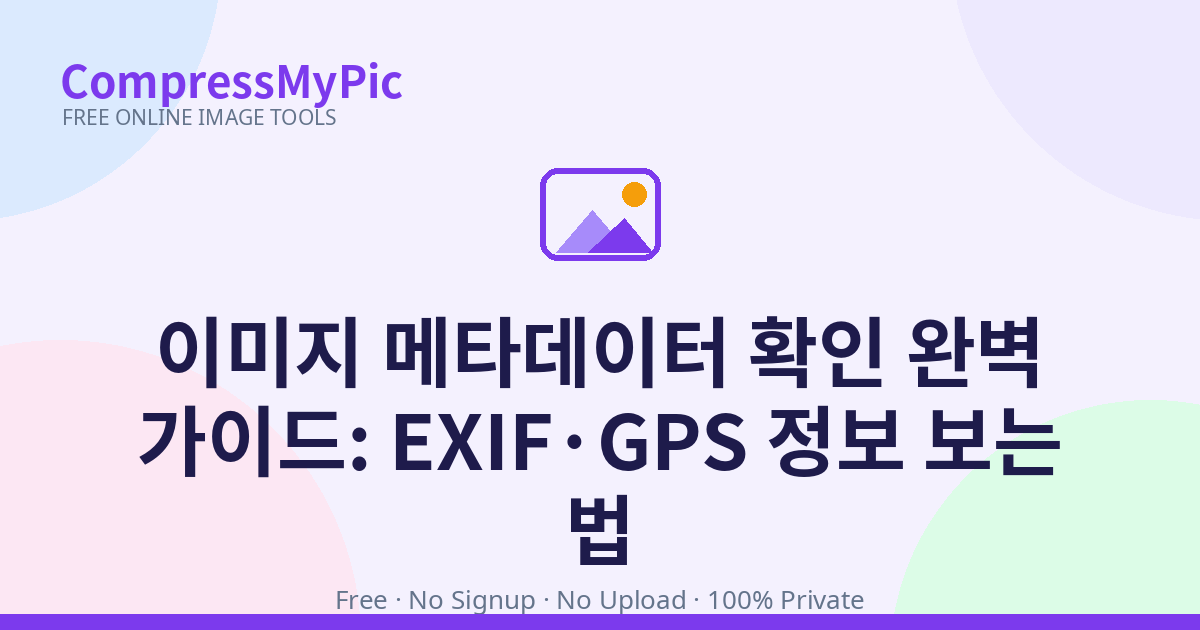 CompressMyPic
FREE ONLINE IMAGE TOOLS
이미지 메타데이터 확인 완벽
가이드: EXIF·GPS 정보 보는
법
Free · No Signup · No Upload · 100% Private